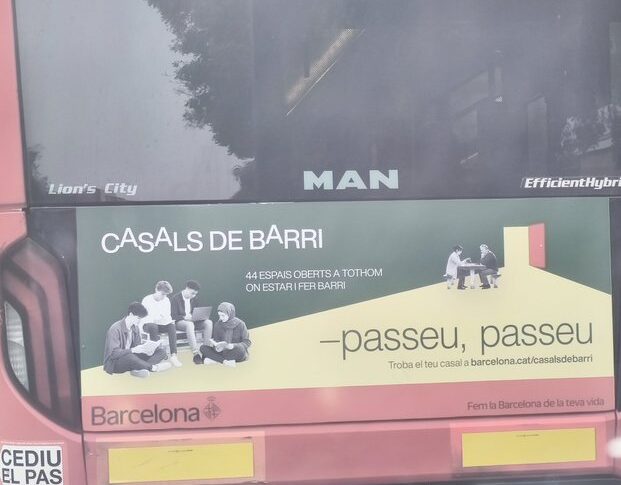 Lion's City
MAN
EfficientHybri
CASALS DE BARRI
44 ESPAIS OBERTS A TOTHOM
ON ESTAR I FER BARRI
–passeu, passeu
Troba el teu casal a barcelona.cat/casalsdebarri
Barcelona
Fem la Barcelona de la teva vida
CEDIU
EL PAS